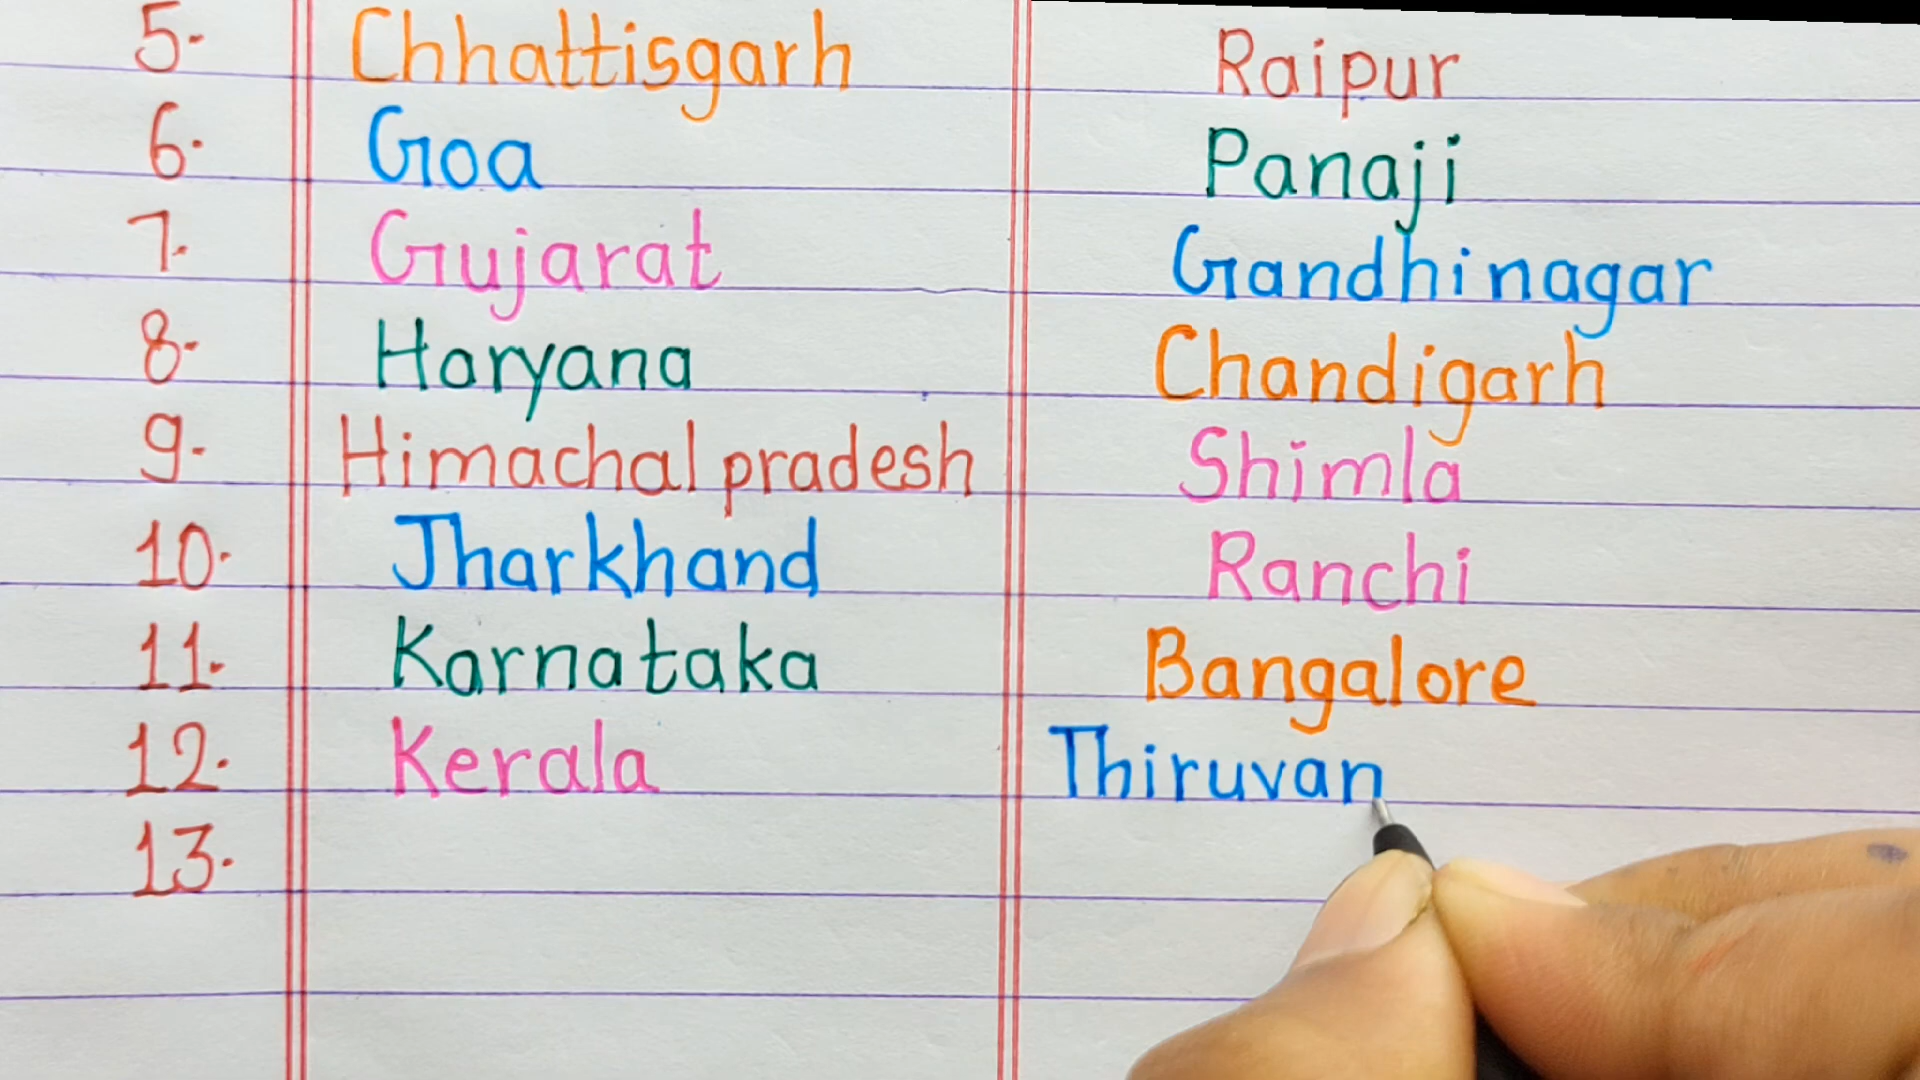 5. Chhattisgarh Raipur
6. Goa Panaji
7. Gujarat Gandhinagar
8. Haryana Chandigarh
9. Himachal pradesh Shimla
10. Jharkhand Ranchi
11. Karnataka Bangalore
12. Kerala Thiruvan
13.